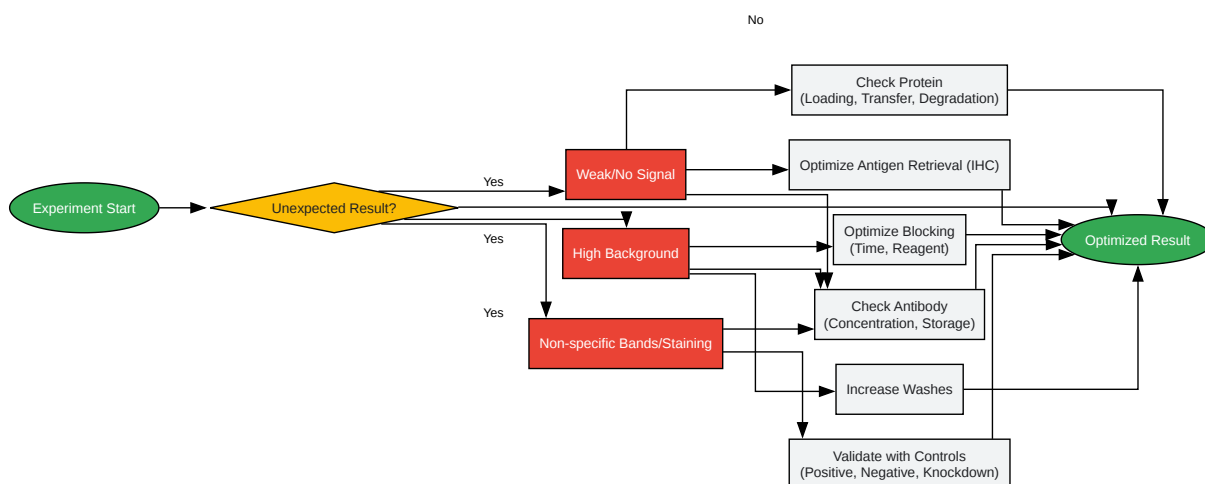 No
Check Protein
(Loading, Transfer, Degradation)
Optimize Antigen Retrieval (IHC)
Weak/No Signal
Yes
Experiment Start
Unexpected Result?
Optimize Blocking
(Time, Reagent)
Optimized Result
Yes
High Background
Check Antibody
(Concentration, Storage)
Yes
Non-specific Bands/Staining
Increase Washes
Validate with Controls
(Positive, Negative, Knockdown)